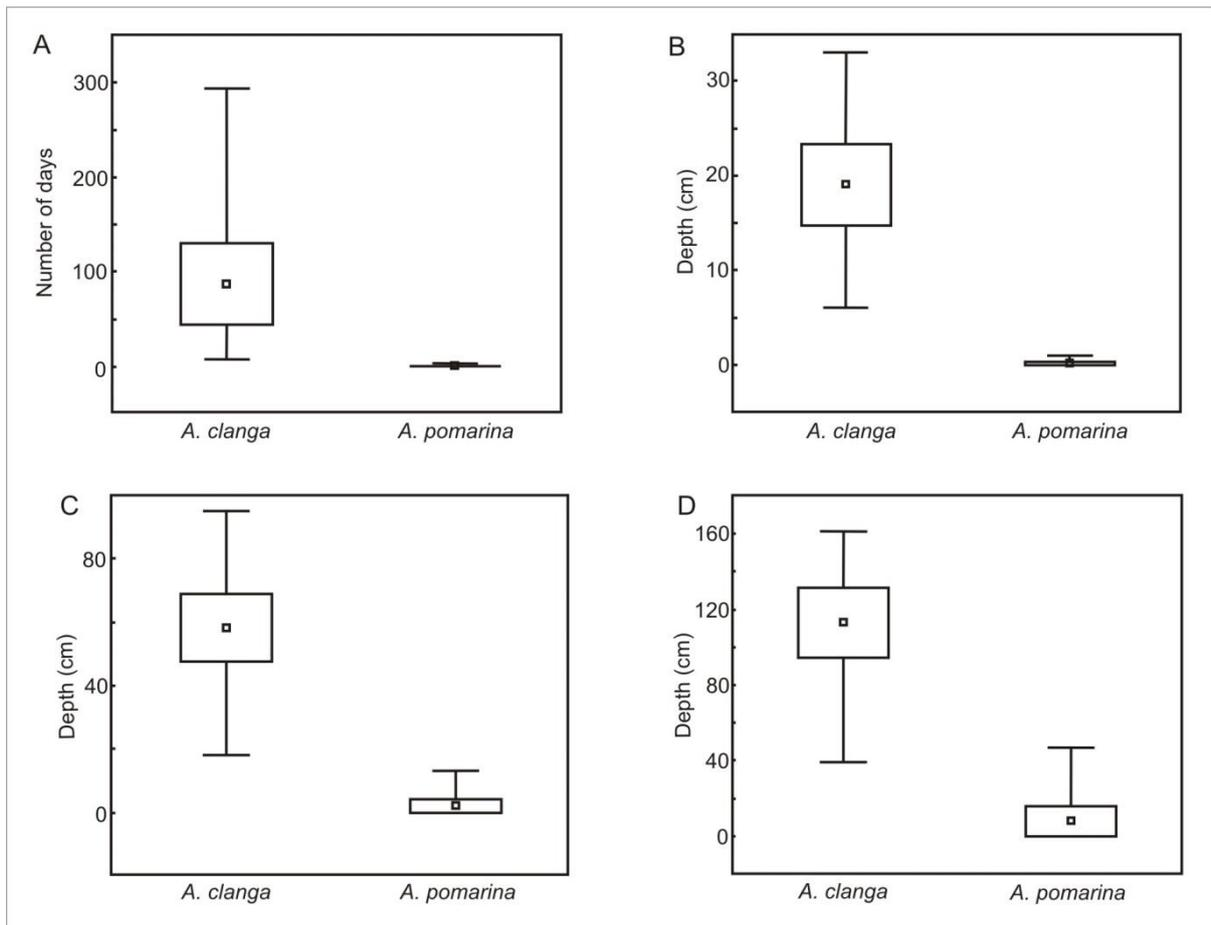 A
Number of days
300
200
100
0
A. clanga
A. pomarina
B
Depth (cm)
30
20
10
0
A. clanga
A. pomarina
C
Depth (cm)
80
40
0
A. clanga
A. pomarina
D
Depth (cm)
160
120
80
40
0
A. clanga
A. pomarina